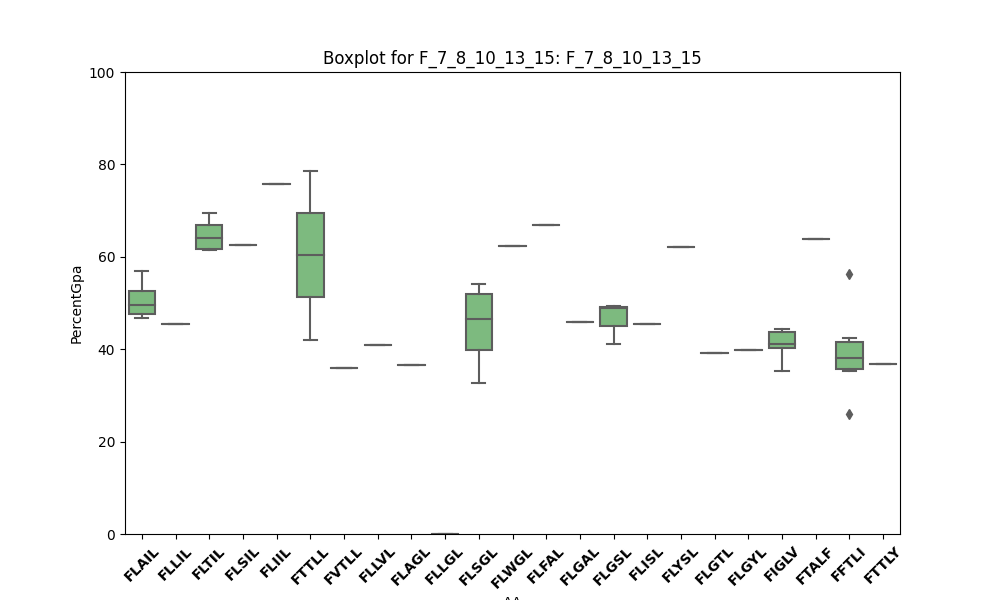 Boxplot for F_7_8_10_13_15: F_7_8_10_13_15
100
80
60
40
20
0
PercentGpa
FLAIL
FLLIL
FLTIL
FLSIL
FLIIL
FTTLL
FVTLL
FLLVL
FLAGL
FLLGL
FLSGL
FLWGL
FLFAL
FLGAL
FLGSL
FLISL
FLYSL
FLGTL
FLGYL
FIGLV
FTALF
FFTLI
FTTLY